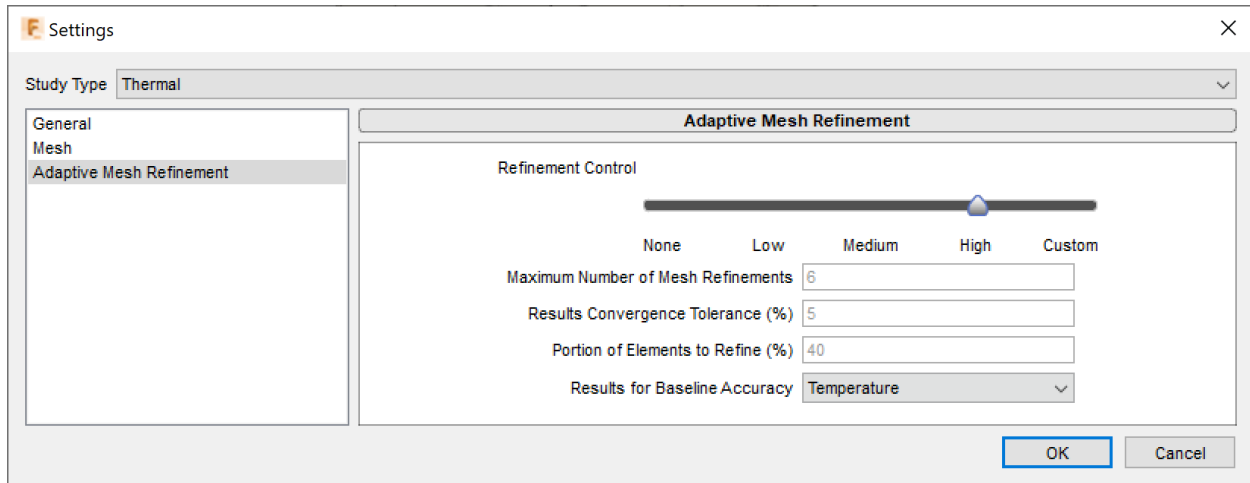 Settings
Study Type Thermal
General
Mesh
Adaptive Mesh Refinement
Adaptive Mesh Refinement
Refinement Control
None Low Medium High Custom
Maximum Number of Mesh Refinements 6
Results Convergence Tolerance (%) 5
Portion of Elements to Refine (%) 40
Results for Baseline Accuracy Temperature
OK Cancel